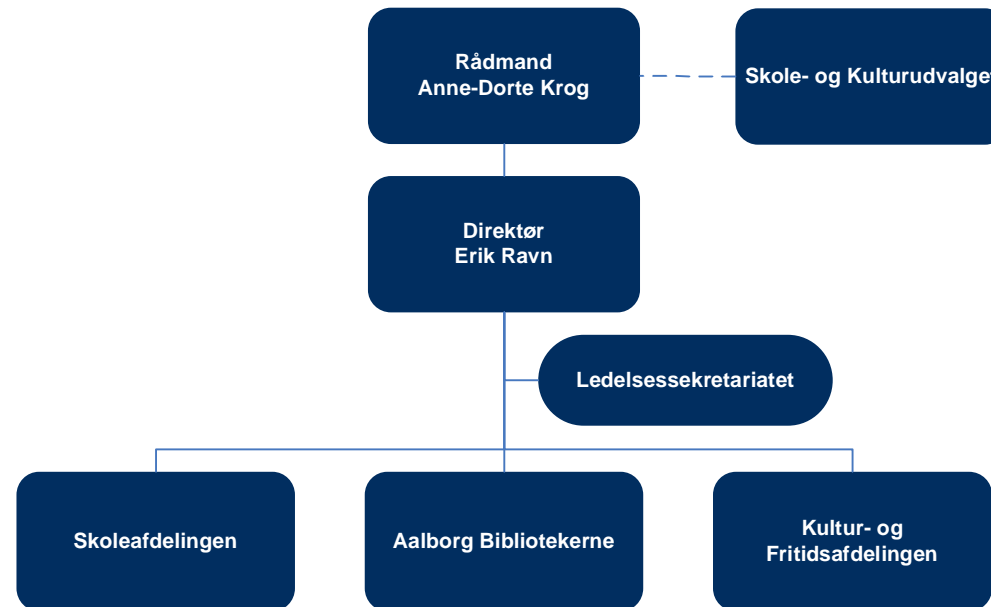 Rådmand
Anne-Dorte Krog
Skole- og Kulturudvalget
Direktør
Erik Ravn
Ledelsessekretariatet
Skoleafdelingen
Aalborg Bibliotekerne
Kultur- og
Fritidsafdelingen